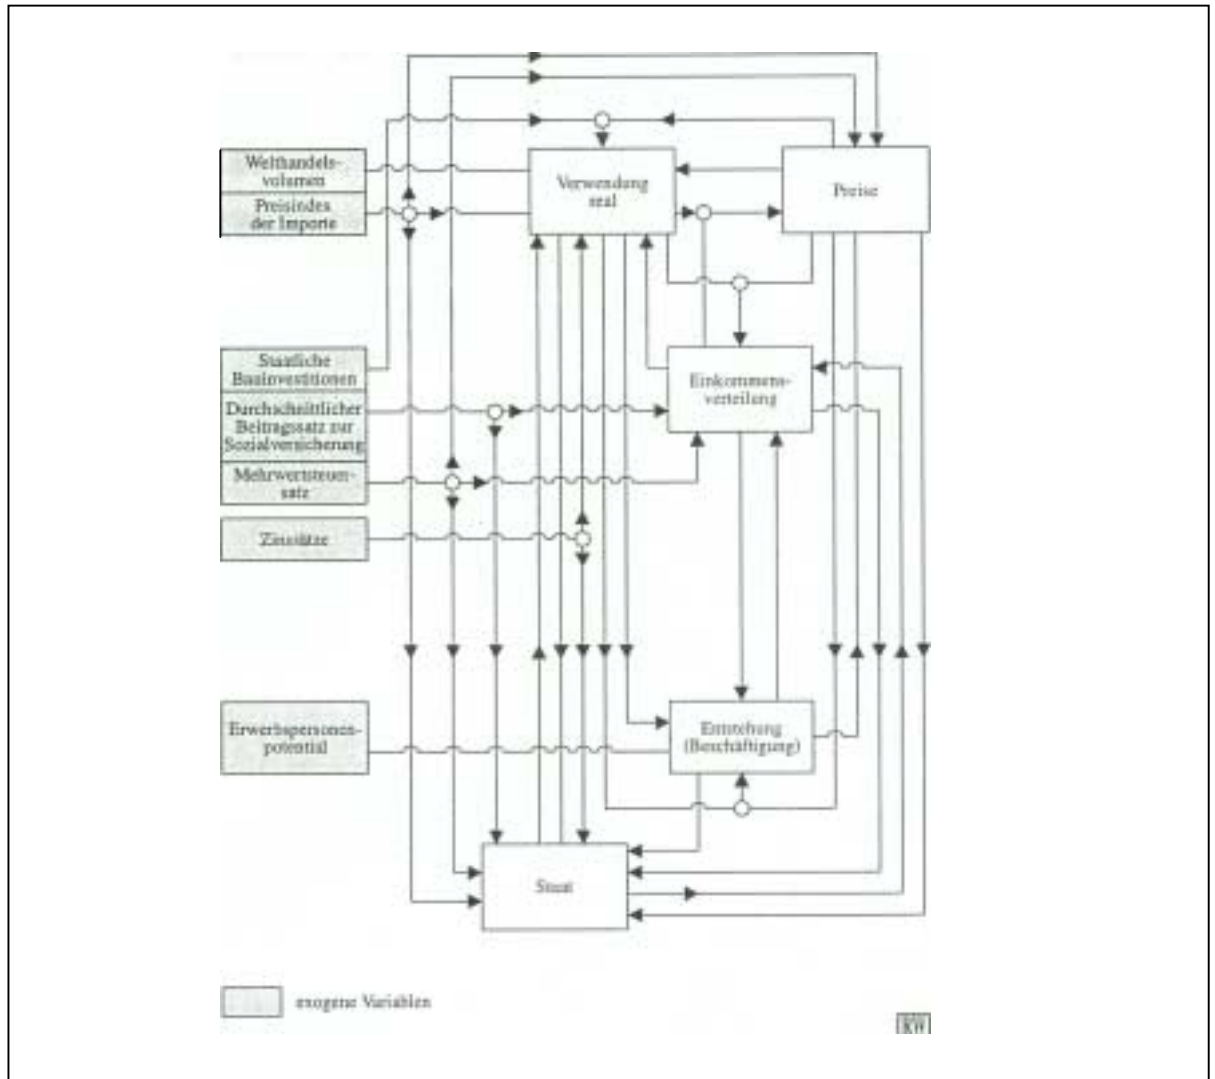 Welthandels-
volumen
Preisindex
der Importe
Verwendung
real
Preise
Staatliche
Bauinvestitionen
Durchschnittlicher
Beitragssatz zur
Sozialversicherung
Mehrwertsteuer-
satz
Zinssätze
Einkommens-
verteilung
Erwerbspersonen-
potential
Entstehung
(Beschäftigung)
Staat
exogene Variablen
KW